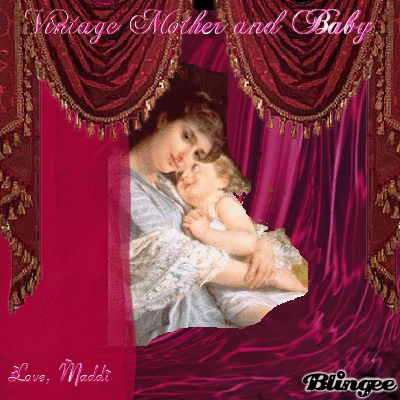 Vintage Mother and Baby
Love, Maddi
Blingee